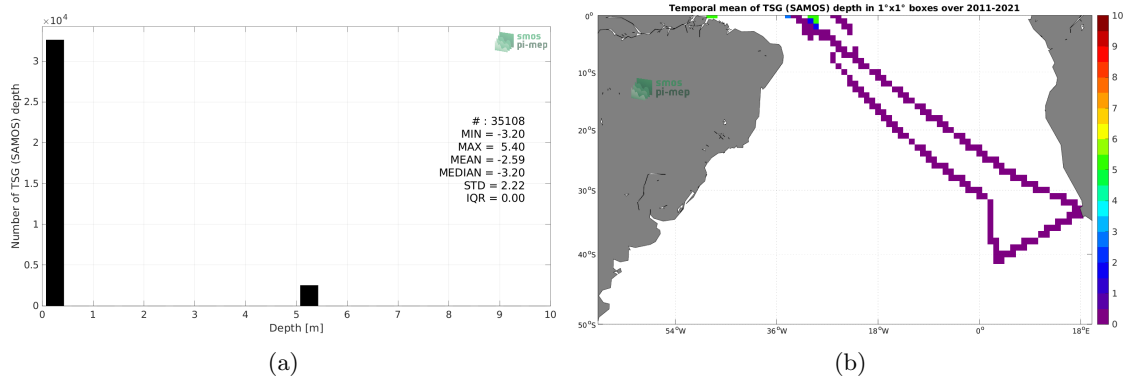 ×10⁴
3
2.5
2
1.5
1
0.5
0
0 1 2 3 4 5 6 7 8 9 10
Number of TSG (SAMOS) depth
Depth [m]
smos
pi-mep
# : 35108
MIN = -3.20
MAX = 5.40
MEAN = -2.59
MEDIAN = -3.20
STD = 2.22
IQR = 0.00
(a)
Temporal mean of TSG (SAMOS) depth in 1°x1° boxes over 2011-2021
0°
10°S
20°S
30°S
40°S
50°S
54°W 36°W 18°W 0° 18°E
smos
pi-mep
10
9
8
7
6
5
4
3
2
1
0
(b)